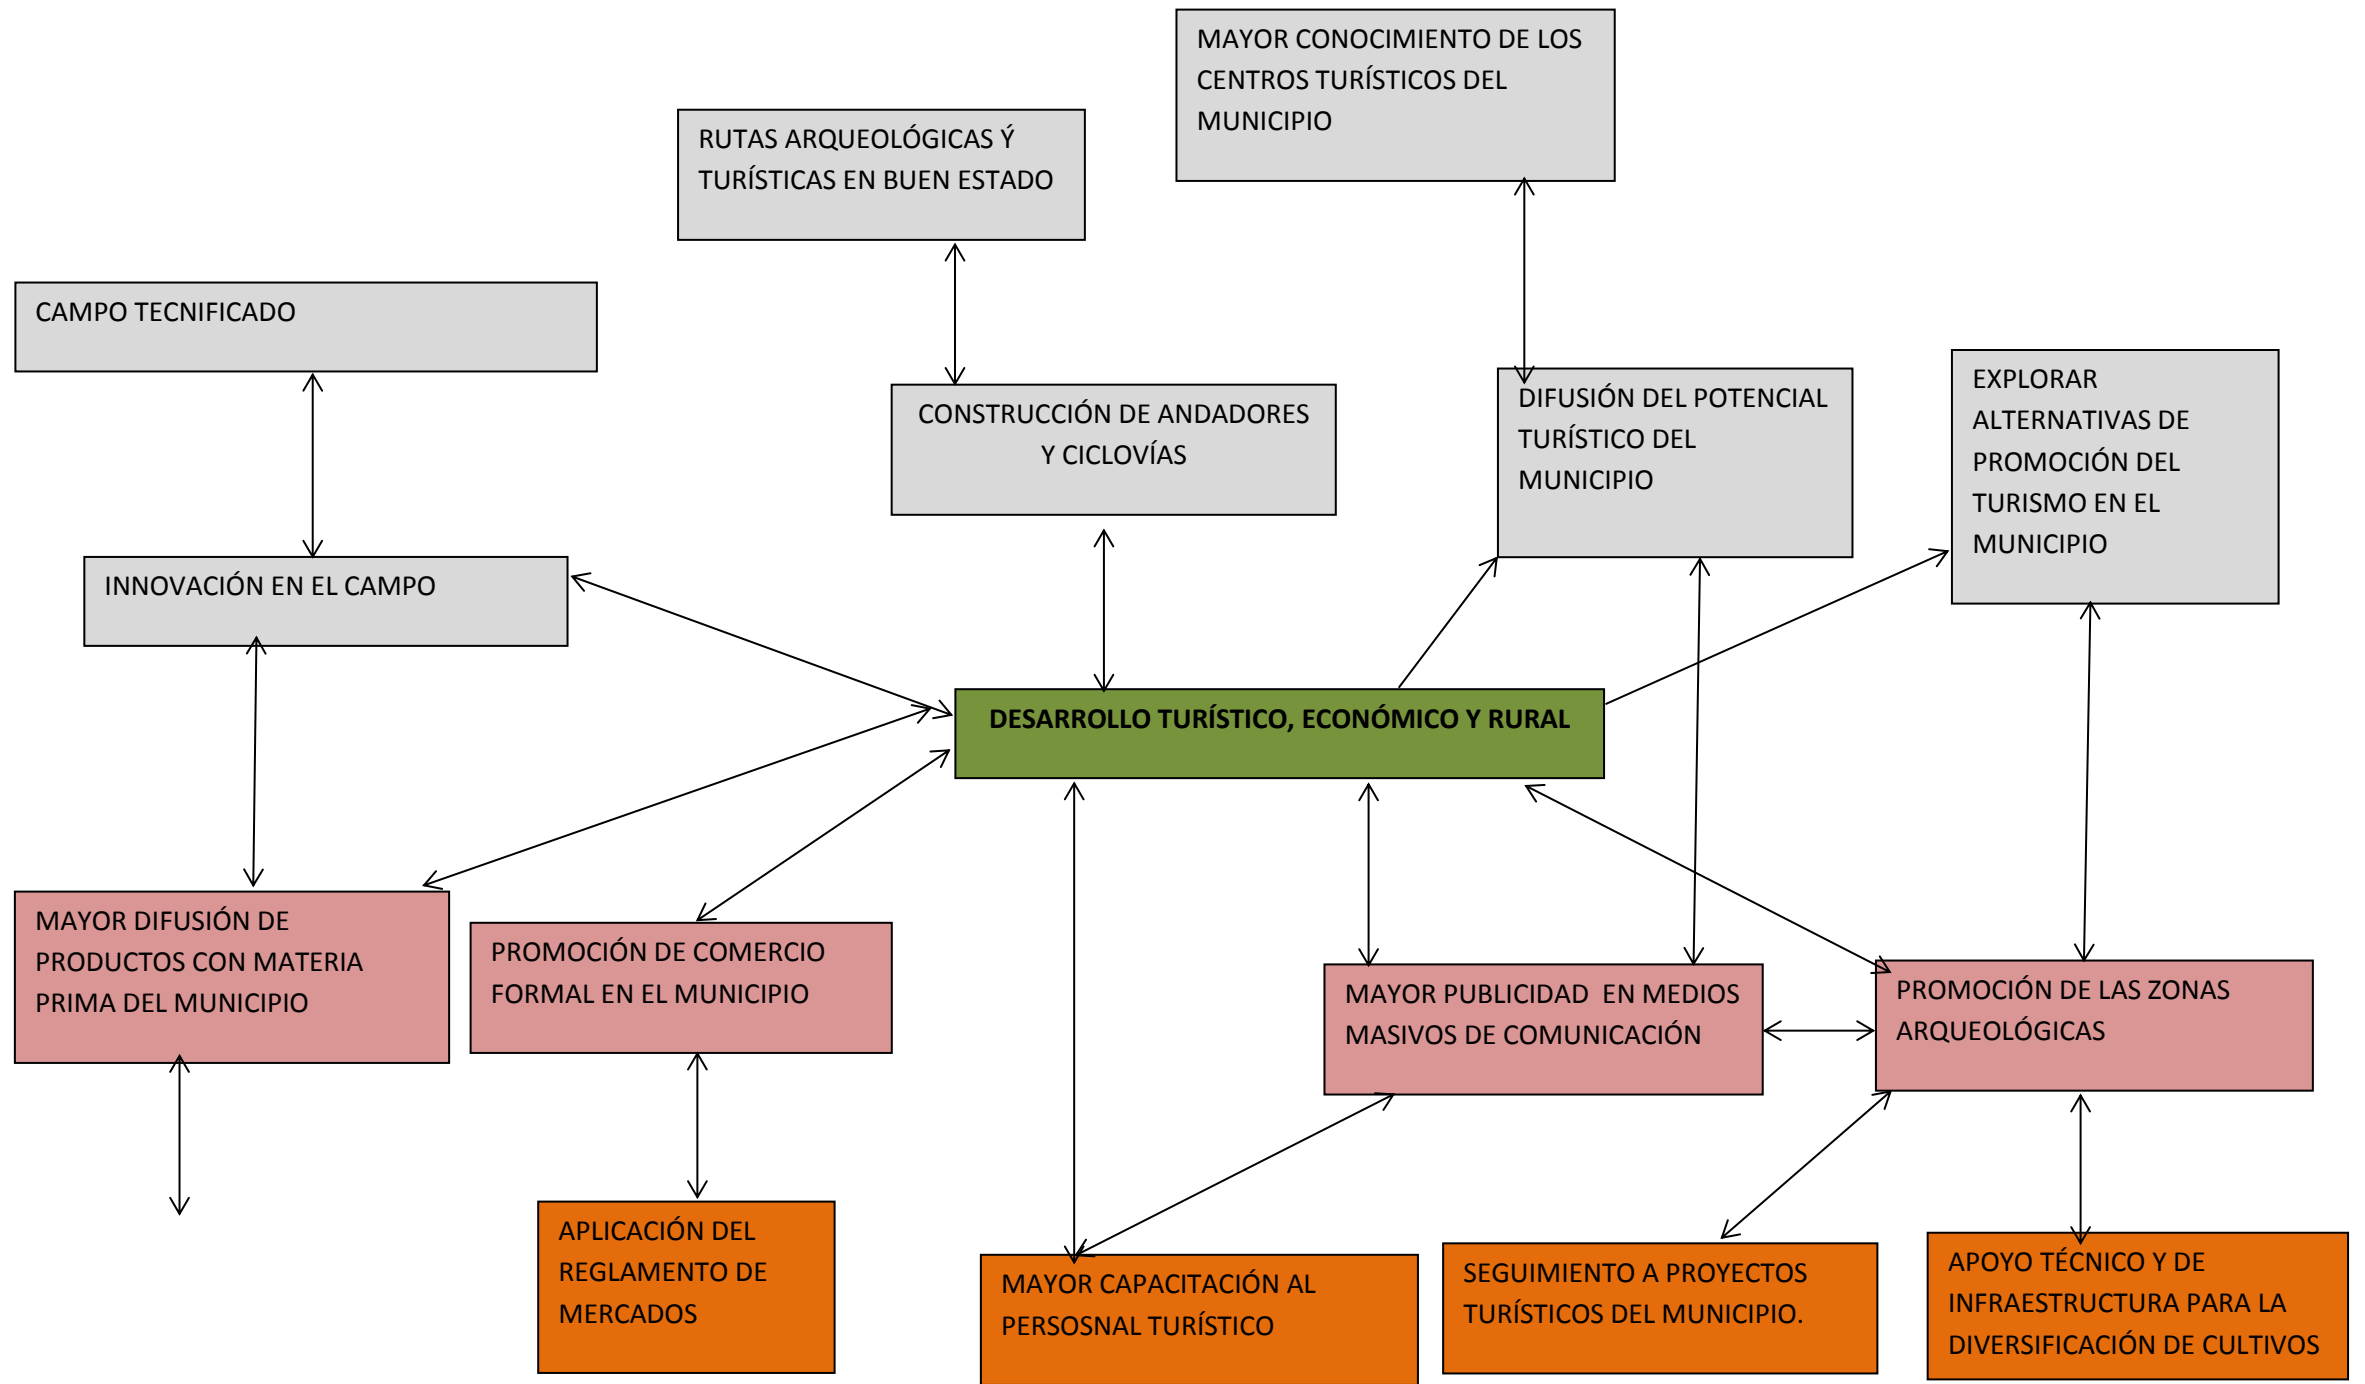 MAYOR CONOCIMIENTO DE LOS
CENTROS TURÍSTICOS DEL
MUNICIPIO
RUTAS ARQUEOLÓGICAS Ý
TURÍSTICAS EN BUEN ESTADO
CAMPO TECNIFICADO
CONSTRUCCIÓN DE ANDADORES
Y CICLOVÍAS
DIFUSIÓN DEL POTENCIAL
TURÍSTICO DEL
MUNICIPIO
EXPLORAR
ALTERNATIVAS DE
PROMOCIÓN DEL
TURISMO EN EL
MUNICIPIO
INNOVACIÓN EN EL CAMPO
DESARROLLO TURÍSTICO, ECONÓMICO Y RURAL
MAYOR DIFUSIÓN DE
PRODUCTOS CON MATERIA
PRIMA DEL MUNICIPIO
PROMOCIÓN DE COMERCIO
FORMAL EN EL MUNICIPIO
MAYOR PUBLICIDAD  EN MEDIOS
MASIVOS DE COMUNICACIÓN
PROMOCIÓN DE LAS ZONAS
ARQUEOLÓGICAS
APLICACIÓN DEL
REGLAMENTO DE
MERCADOS
MAYOR CAPACITACIÓN AL
PERSOSNAL TURÍSTICO
SEGUIMIENTO A PROYECTOS
TURÍSTICOS DEL MUNICIPIO.
APOYO TÉCNICO Y DE
INFRAESTRUCTURA PARA LA
DIVERSIFICACIÓN DE CULTIVOS